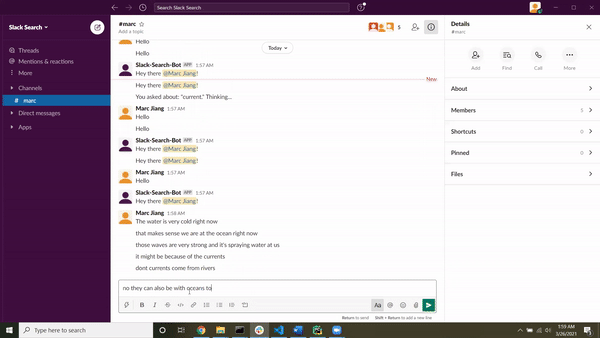 Search Slack Search
Slack Search
Threads
Mentions & reactions
More
Channels
# marc
Direct messages
Apps
#marc
Add a topic
5
Hello
Today
Hello
Slack-Search-Bot APP 1:57 AM
Hey there @Marc Jiang!
New
Hey there @Marc Jiang!
You asked about: "current." Thinking...
Marc Jiang 1:57 AM
Hello
Hello
Slack-Search-Bot APP 1:57 AM
Hey there @Marc Jiang!
Hey there @Marc Jiang!
Marc Jiang 1:57 AM
Hello
Slack-Search-Bot APP 1:57 AM
Hey there @Marc Jiang!
Marc Jiang 1:58 AM
The water is very cold right now
that makes sense we are at the ocean right now
those waves are very strong and it's spraying water at us
it might be because of the currents
dont currents come from rivers
no they can also be with oceans to
B I
Aa
Return to send Shift + Return to add a new line
Details
#marc
Add Find Call More
About
Members 5
Shortcuts 0
Pinned 0
Files
Type here to search
1:59 AM
3/26/2021